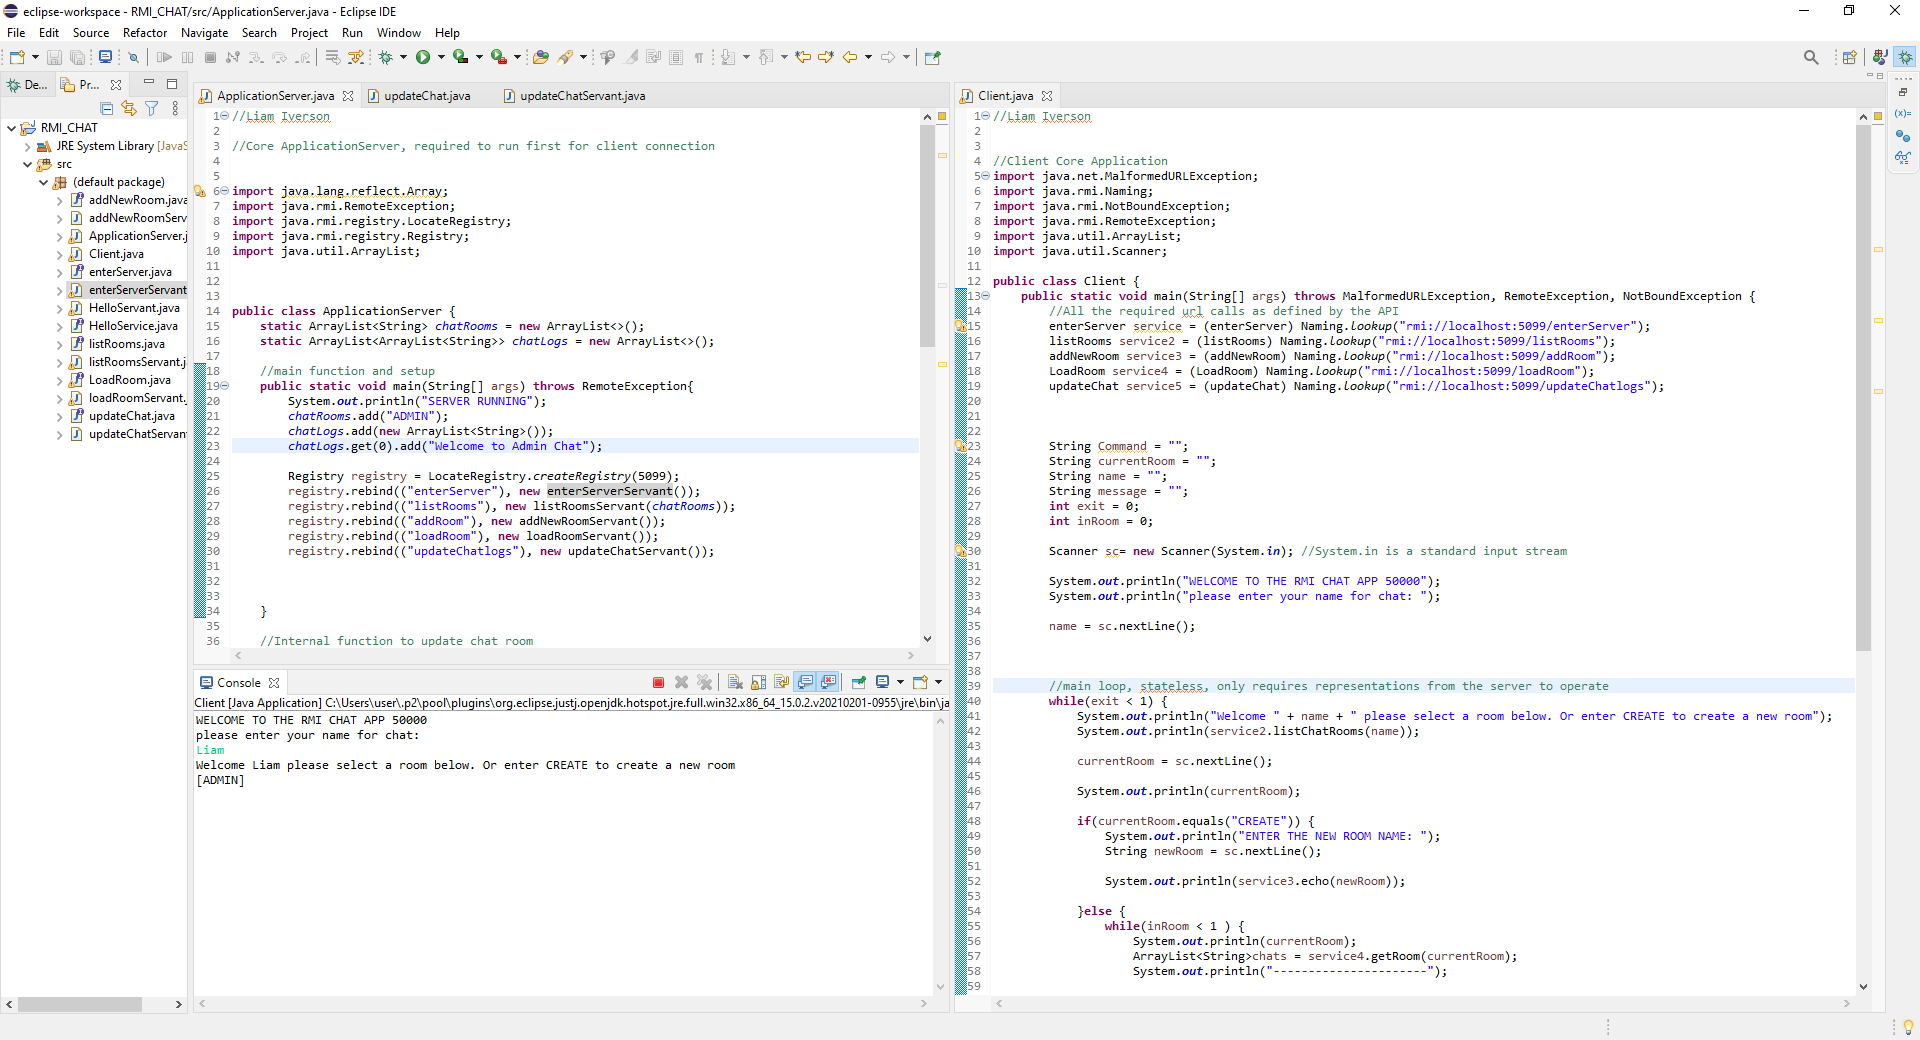 eclipse-workspace - RMI_CHAT/src/ApplicationServer.java - Eclipse IDE
File Edit Source Refactor Navigate Search Project Run Window Help
De... Pr...
RMI_CHAT
JRE System Library [JavaS
src
(default package)
addNewRoom.java
addNewRoomServ
ApplicationServer.j
Client.java
enterServer.java
enterServerServant
HelloServant.java
HelloService.java
listRooms.java
listRoomsServant.j
LoadRoom.java
loadRoomServant.
updateChat.java
updateChatServan
ApplicationServer.java updateChat.java updateChatServant.java
1 //Liam Iverson
2
3 //Core ApplicationServer, required to run first for client connection
4
5
6 import java.lang.reflect.Array;
7 import java.rmi.RemoteException;
8 import java.rmi.registry.LocateRegistry;
9 import java.rmi.registry.Registry;
10 import java.util.ArrayList;
11
12
13
14 public class ApplicationServer {
15 static ArrayList<String> chatRooms = new ArrayList<>();
16 static ArrayList<ArrayList<String>> chatLogs = new ArrayList<>();
17
18 //main function and setup
19 public static void main(String[] args) throws RemoteException{
20 System.out.println("SERVER RUNNING");
21 chatRooms.add("ADMIN");
22 chatLogs.add(new ArrayList<String>());
23 chatLogs.get(0).add("Welcome to Admin Chat");
24
25 Registry registry = LocateRegistry.createRegistry(5099);
26 registry.rebind(("enterServer"), new enterServerServant());
27 registry.rebind(("listRooms"), new listRoomsServant(chatRooms));
28 registry.rebind(("addRoom"), new addNewRoomServant());
29 registry.rebind(("loadRoom"), new loadRoomServant());
30 registry.rebind(("updateChatlogs"), new updateChatServant());
31
32
33
34 }
35
36 //Internal function to update chat room
Console
Client [Java Application] C:\Users\user\.p2\pool\plugins\org.eclipse.justj.openjdk.hotspot.jre.full.win32.x86_64_15.0.2.v20210201-0955\jre\bin\ja
WELCOME TO THE RMI CHAT APP 50000
please enter your name for chat:
Liam
Welcome Liam please select a room below. Or enter CREATE to create a new room
[ADMIN]
Client.java
1 //Liam Iverson
2
3
4 //Client Core Application
5 import java.net.MalformedURLException;
6 import java.rmi.Naming;
7 import java.rmi.NotBoundException;
8 import java.rmi.RemoteException;
9 import java.util.ArrayList;
10 import java.util.Scanner;
11
12 public class Client {
13 public static void main(String[] args) throws MalformedURLException, RemoteException, NotBoundException {
14 //All the required url calls as defined by the API
15 enterServer service = (enterServer) Naming.lookup("rmi://localhost:5099/enterServer");
16 listRooms service2 = (listRooms) Naming.lookup("rmi://localhost:5099/listRooms");
17 addNewRoom service3 = (addNewRoom) Naming.lookup("rmi://localhost:5099/addRoom");
18 LoadRoom service4 = (LoadRoom) Naming.lookup("rmi://localhost:5099/loadRoom");
19 updateChat service5 = (updateChat) Naming.lookup("rmi://localhost:5099/updateChatlogs");
20
21
22
23 String Command = "";
24 String currentRoom = "";
25 String name = "";
26 String message = "";
27 int exit = 0;
28 int inRoom = 0;
29
30 Scanner sc= new Scanner(System.in); //System.in is a standard input stream
31
32 System.out.println("WELCOME TO THE RMI CHAT APP 50000");
33 System.out.println("please enter your name for chat: ");
34
35 name = sc.nextLine();
36
37
38
39 //main loop, stateless, only requires representations from the server to operate
40 while(exit < 1) {
41 System.out.println("Welcome " + name + " please select a room below. Or enter CREATE to create a new room");
42 System.out.println(service2.listChatRooms(name));
43
44 currentRoom = sc.nextLine();
45
46 System.out.println(currentRoom);
47
48 if(currentRoom.equals("CREATE")) {
49 System.out.println("ENTER THE NEW ROOM NAME: ");
50 String newRoom = sc.nextLine();
51
52 System.out.println(service3.echo(newRoom));
53
54 }else {
55 while(inRoom < 1 ) {
56 System.out.println(currentRoom);
57 ArrayList<String>chats = service4.getRoom(currentRoom);
58 System.out.println("----------------------");
59